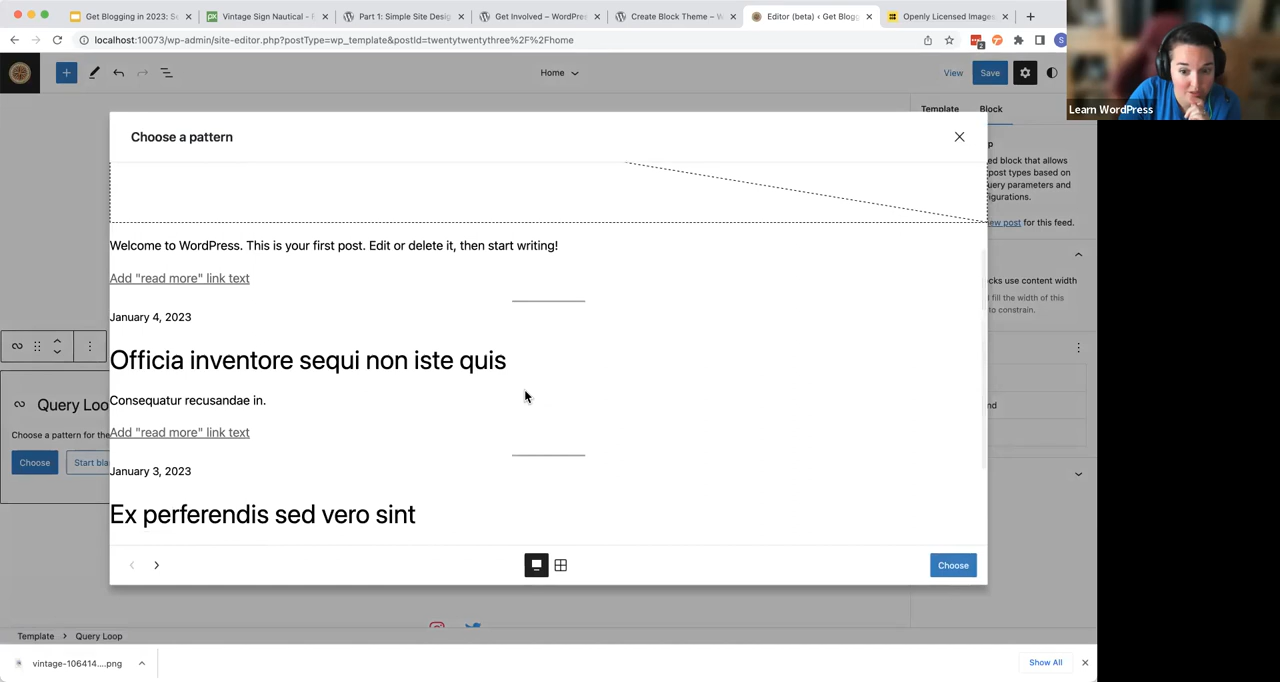 Get Blogging in 2023: S
Vintage Sign Nautical -
Part 1: Simple Site Desig
Get Involved – WordPres
Create Block Theme –
Editor (beta) ‹ Get Blogg
Openly Licensed Images
localhost:10073/wp-admin/site-editor.php?postType=wp_template&postId=twentytwentythree%2F%2Fhome
2
S
Home
View
Save
Learn WordPress
Template
Block
Choose a pattern
ed block that allows
post types based on
uery parameters and
figurations.
ew post for this feed.
Welcome to WordPress. This is your first post. Edit or delete it, then start writing!
Add "read more" link text
cks use content width
fill the width of this
to constrain.
January 4, 2023
Officia inventore sequi non iste quis
Consequatur recusandae in.
Add "read more" link text
Query Loo
nd
Choose a pattern for the
Choose
Start bla
January 3, 2023
Ex perferendis sed vero sint
Choose
Template > Query Loop
vintage-106414....png
Show All